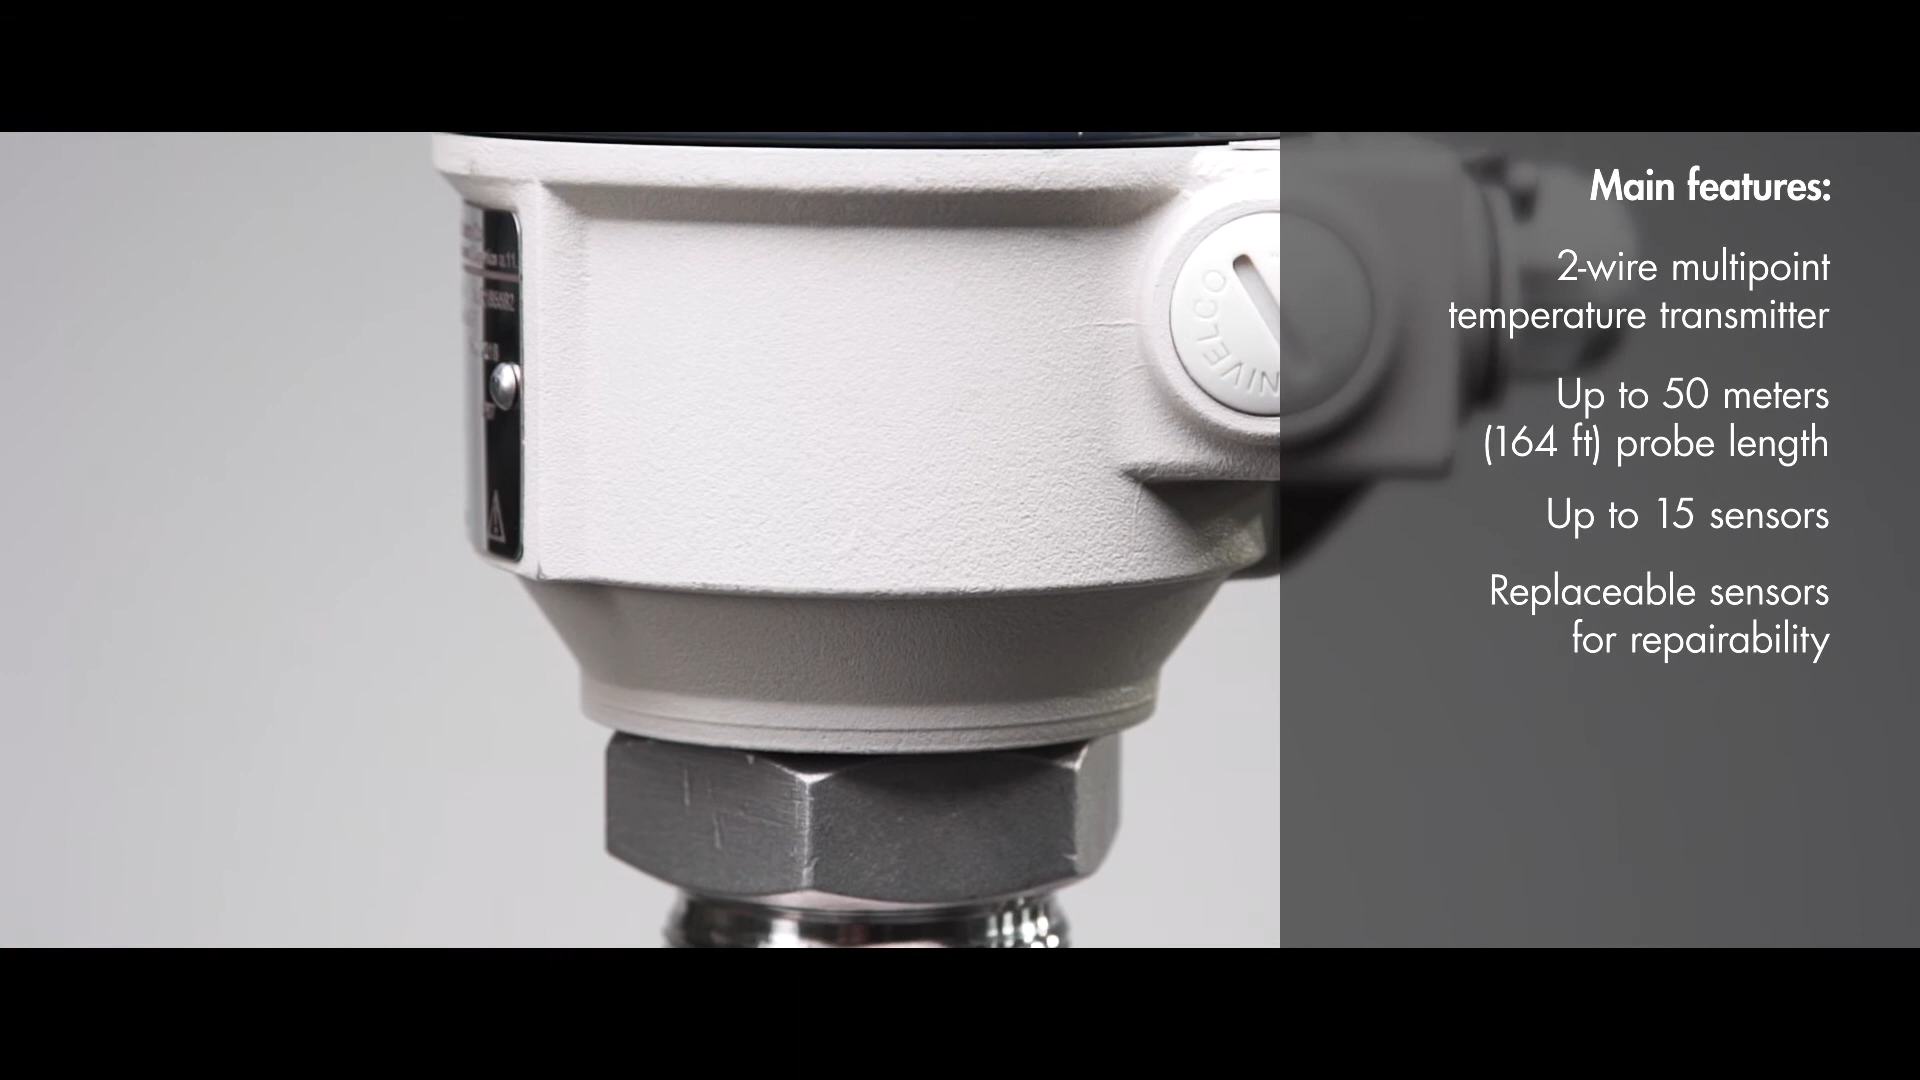 Main features:
2-wire multipoint
temperature transmitter
Up to 50 meters
(164 ft) probe length
Up to 15 sensors
Replaceable sensors
for repairability
NIVELCO